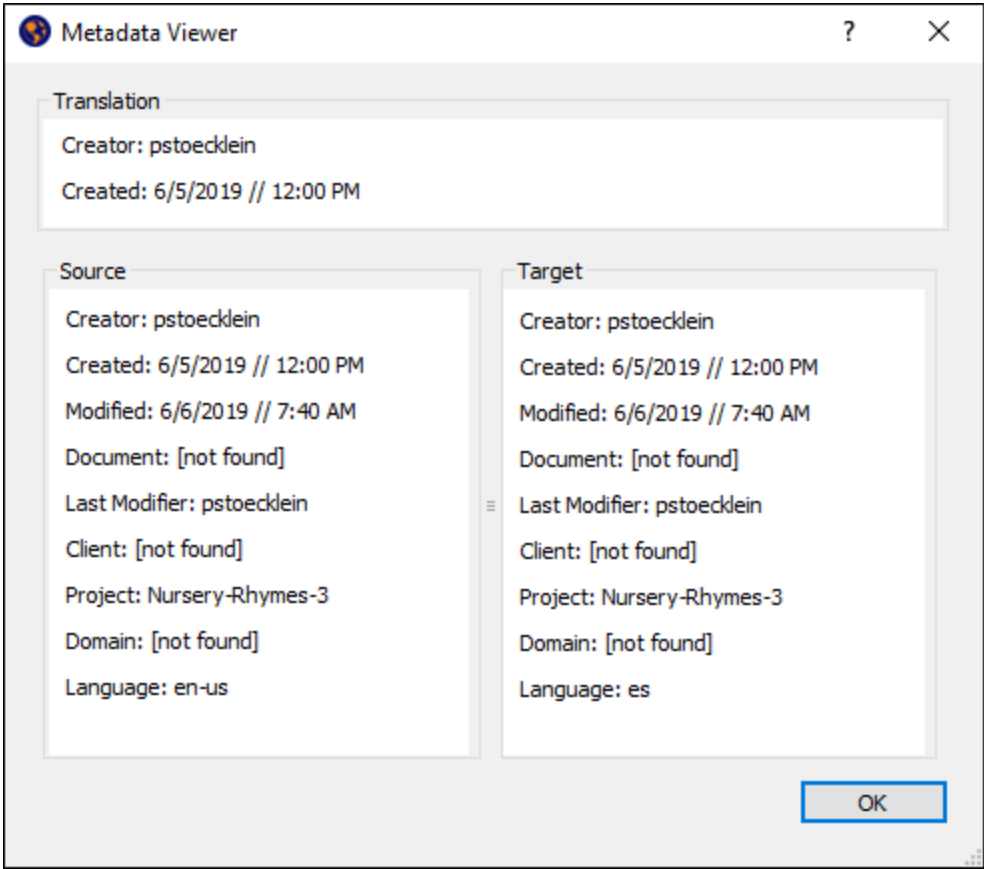 Metadata Viewer
Translation
Creator: pstoecklein
Created: 6/5/2019 // 12:00 PM
Source
Creator: pstoecklein
Created: 6/5/2019 // 12:00 PM
Modified: 6/6/2019 // 7:40 AM
Document: [not found]
Last Modifier: pstoecklein
Client: [not found]
Project: Nursery-Rhymes-3
Domain: [not found]
Language: en-us
Target
Creator: pstoecklein
Created: 6/5/2019 // 12:00 PM
Modified: 6/6/2019 // 7:40 AM
Document: [not found]
Last Modifier: pstoecklein
Client: [not found]
Project: Nursery-Rhymes-3
Domain: [not found]
Language: es
OK